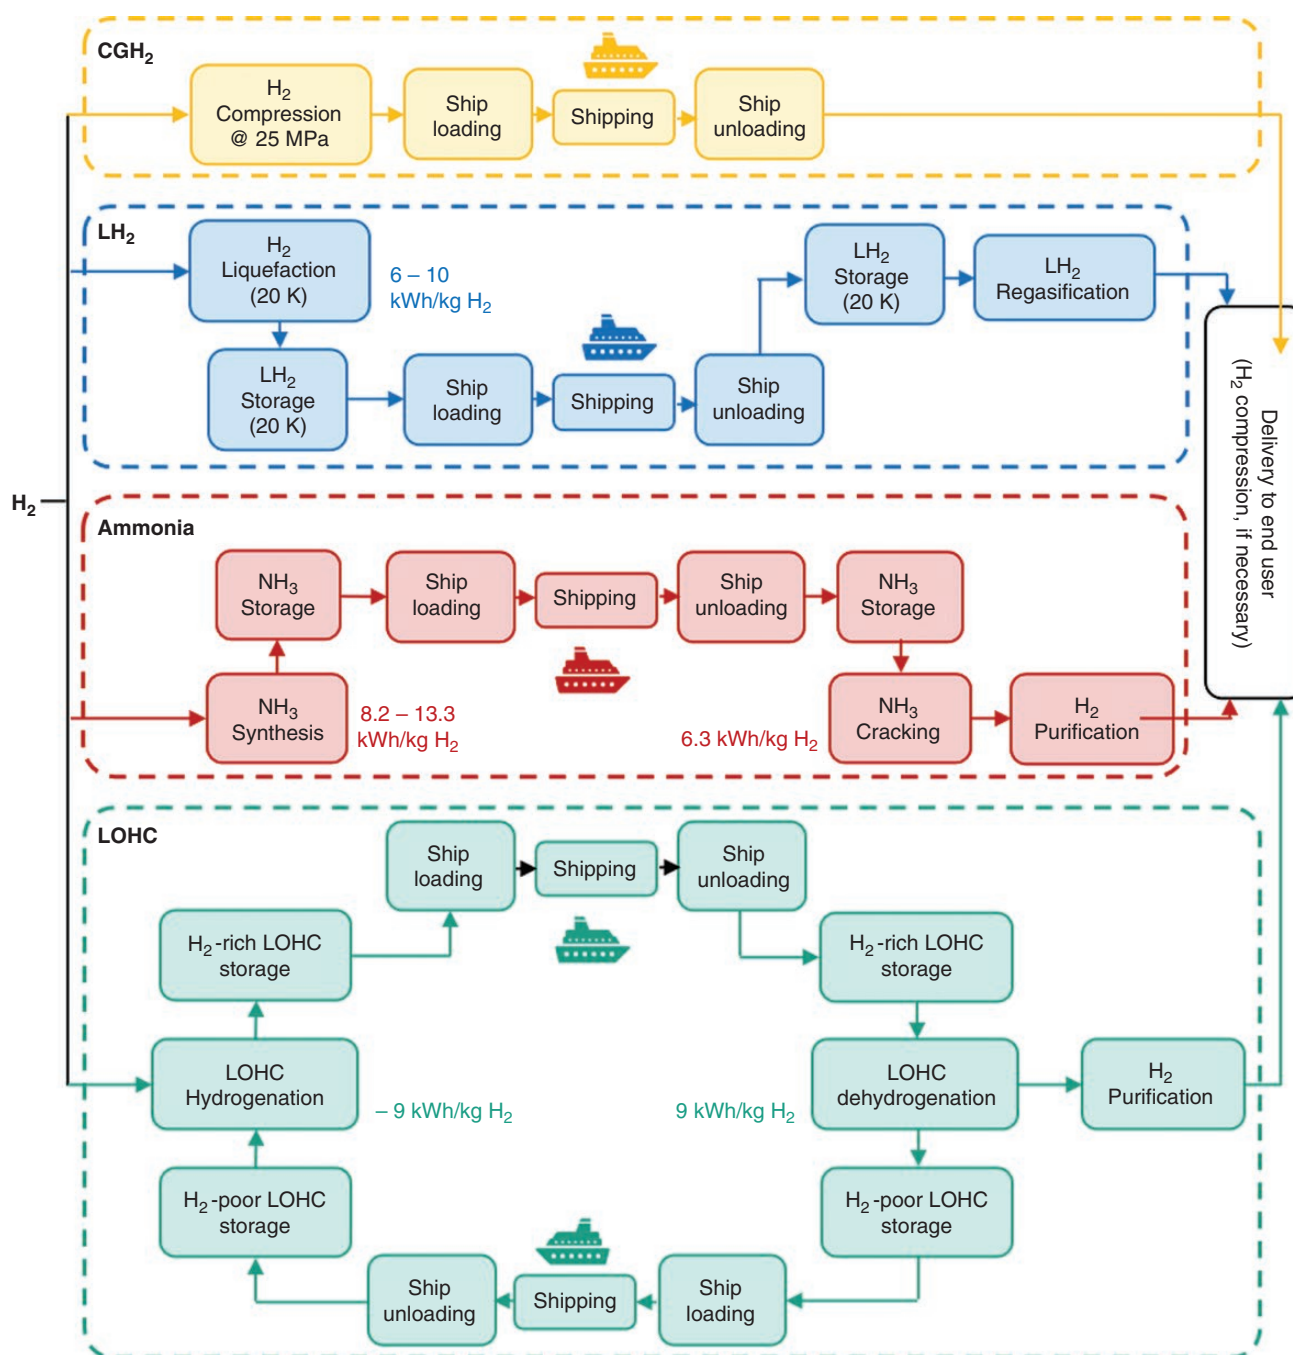 CGH₂
H₂
Compression
@ 25 MPa
Ship
loading
Shipping
Ship
unloading
LH₂
H₂
Liquefaction
(20 K)
6 – 10
kWh/kg H₂
LH₂
Storage
(20 K)
Ship
loading
Shipping
Ship
unloading
LH₂
Storage
(20 K)
LH₂
Regasification
Delivery to end user
(H₂ compression, if necessary)
H₂
Ammonia
NH₃
Storage
Ship
loading
Shipping
Ship
unloading
NH₃
Storage
NH₃
Synthesis
8.2 – 13.3
kWh/kg H₂
6.3 kWh/kg H₂
NH₃
Cracking
H₂
Purification
LOHC
Ship
loading
Shipping
Ship
unloading
H₂-rich LOHC
storage
H₂-rich LOHC
storage
LOHC
Hydrogenation
– 9 kWh/kg H₂
9 kWh/kg H₂
LOHC
dehydrogenation
H₂
Purification
H₂-poor LOHC
storage
H₂-poor LOHC
storage
Ship
unloading
Shipping
Ship
loading